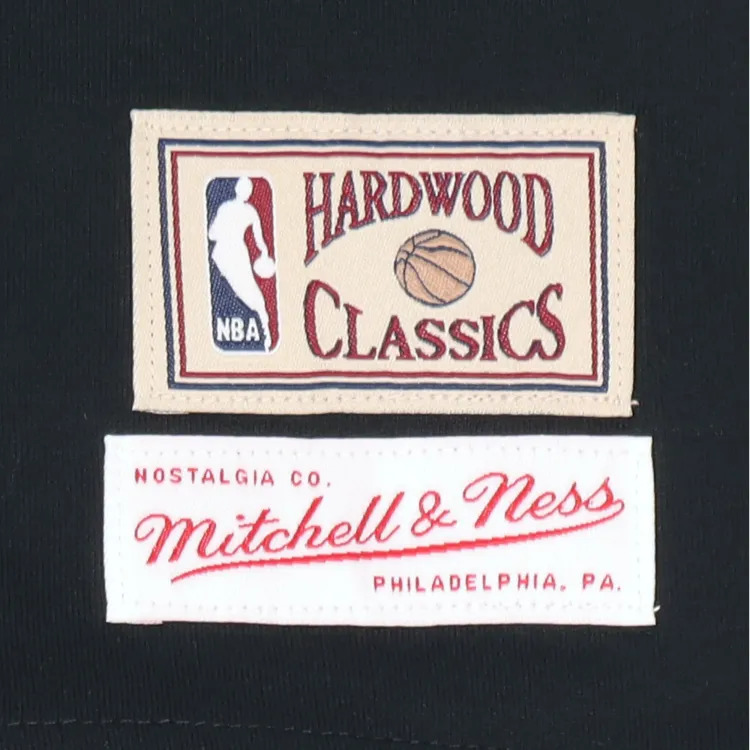 HARDWOOD
NBA
CLASSICS
NOSTALGIA CO.
Mitchell & Ness
PHILADELPHIA, PA.